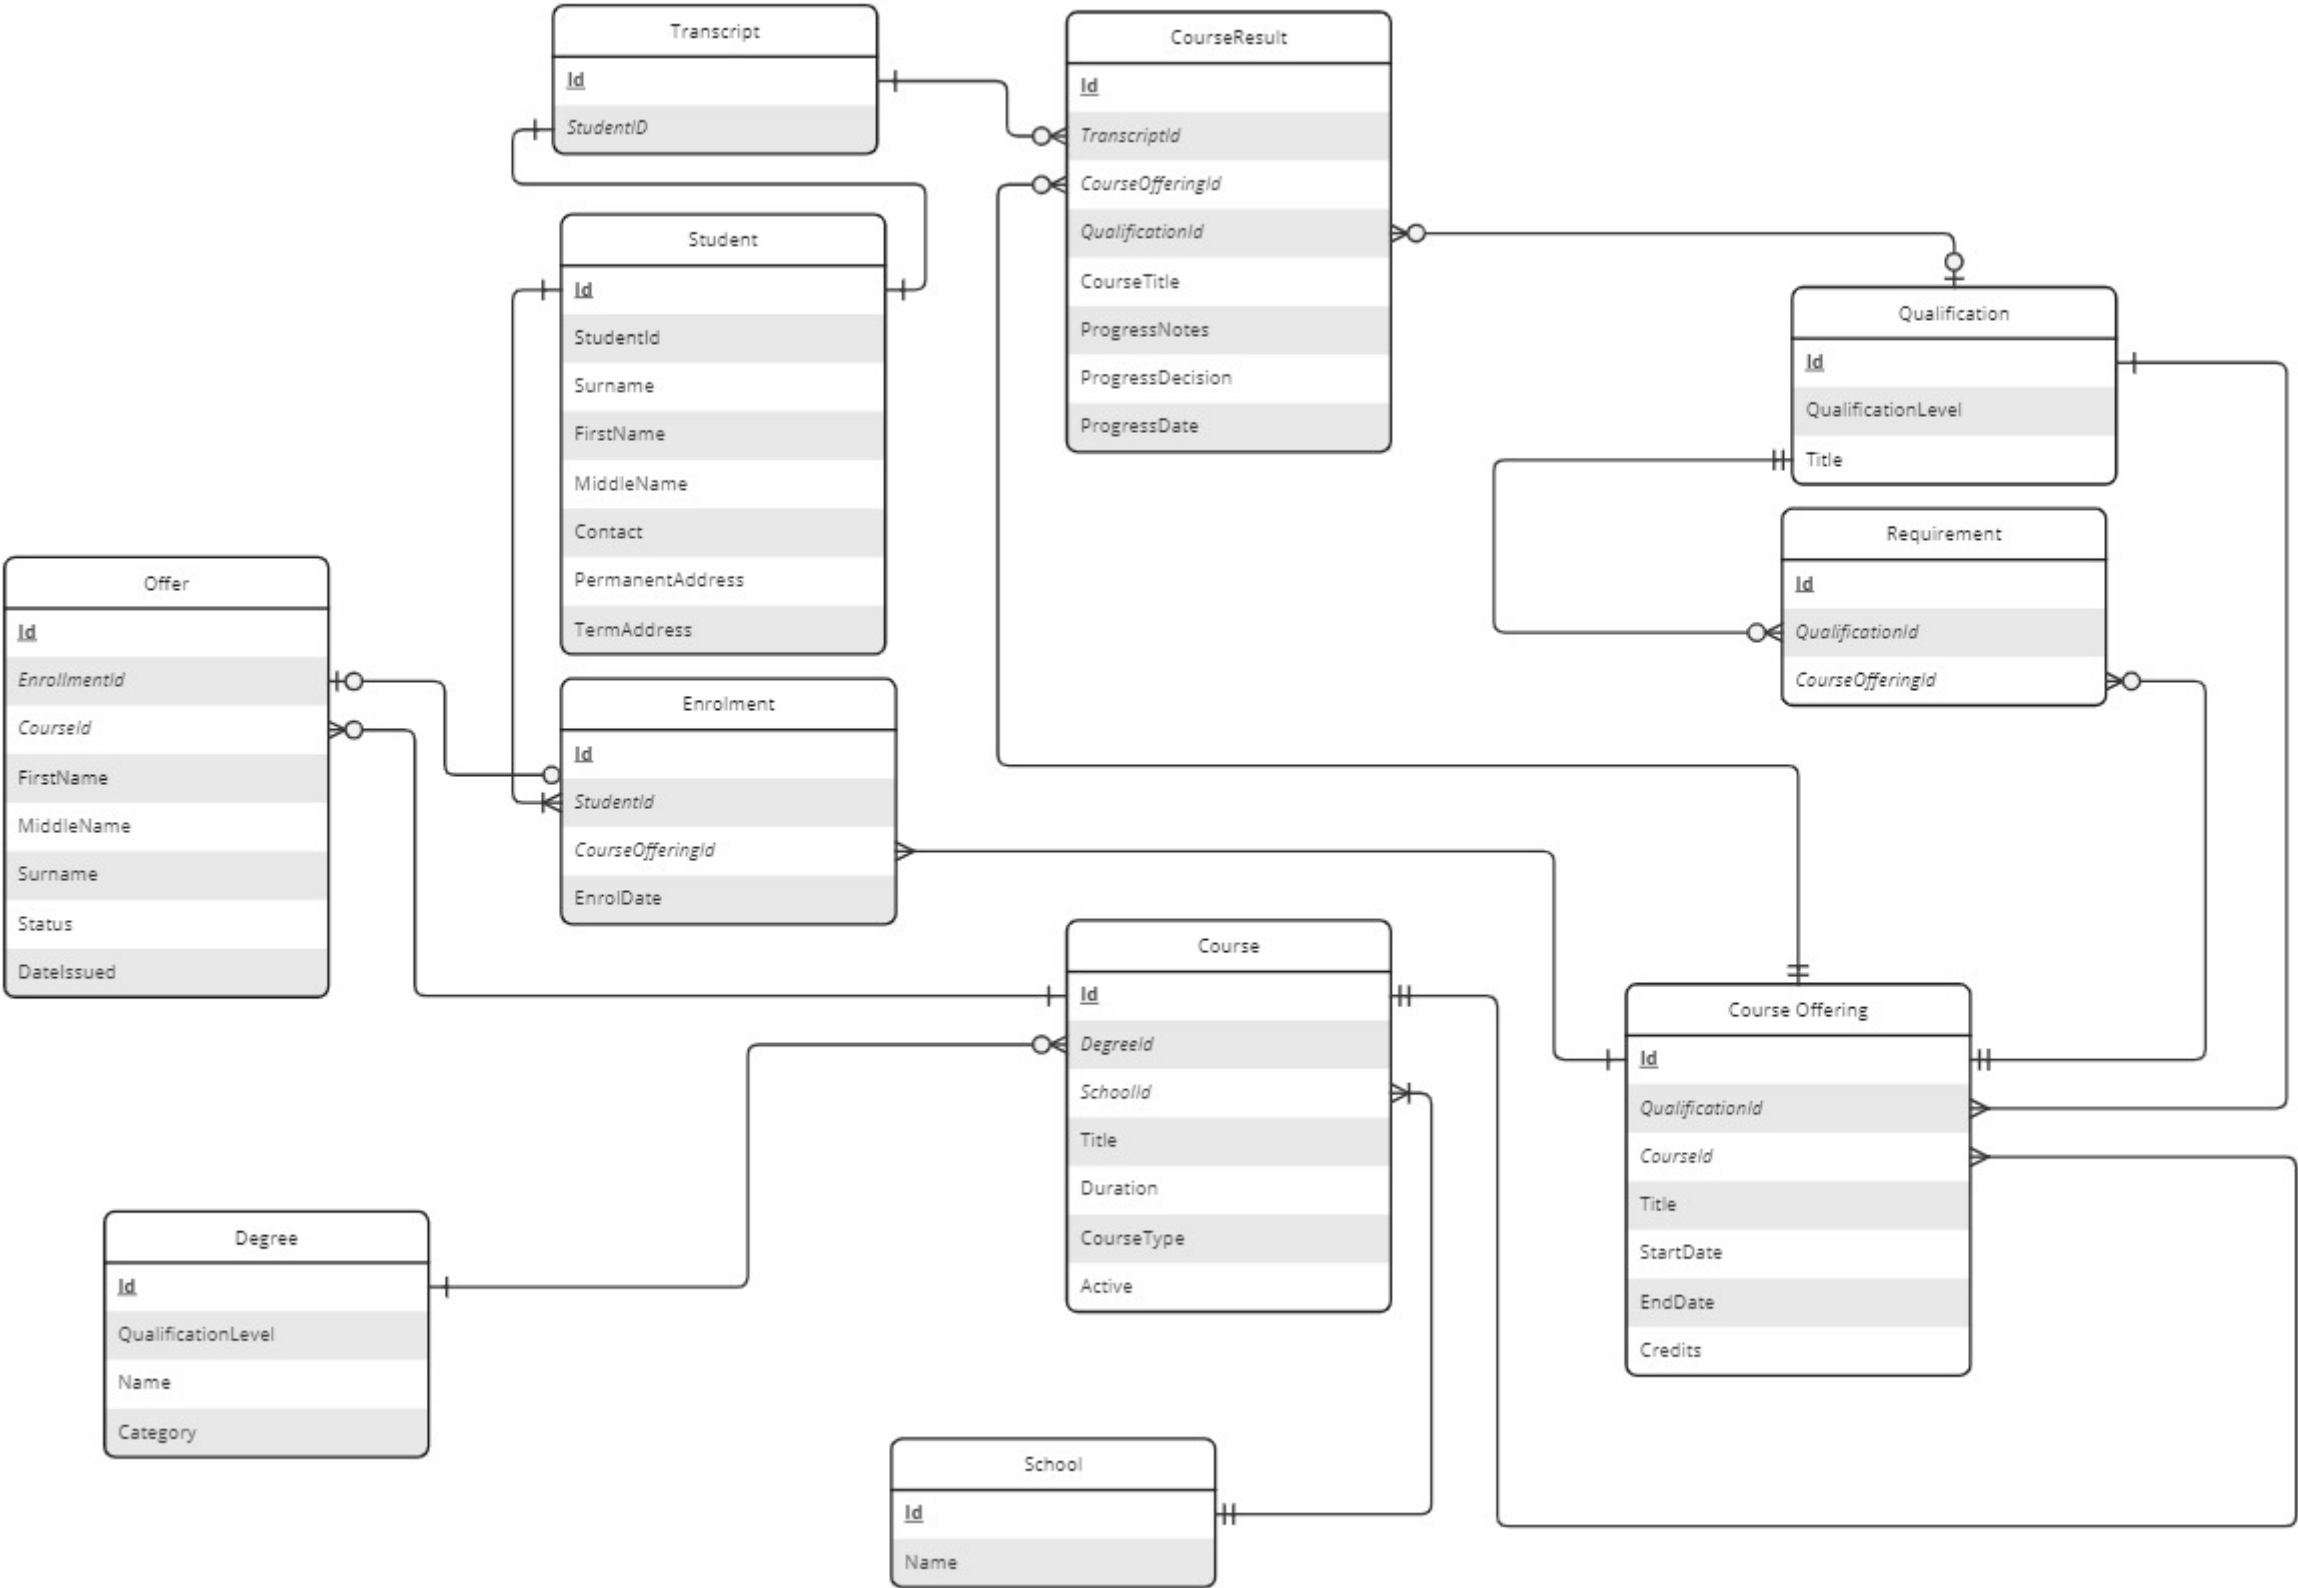 Transcript
Id
StudentID
CourseResult
Id
TranscriptId
CourseOfferingId
QualificationId
CourseTitle
ProgressNotes
ProgressDecision
ProgressDate
Student
Id
StudentId
Surname
FirstName
MiddleName
Contact
PermanentAddress
TermAddress
Qualification
Id
QualificationLevel
Title
Requirement
Id
QualificationId
CourseOfferingId
Offer
Id
EnrollmentId
CourseId
FirstName
MiddleName
Surname
Status
DateIssued
Enrolment
Id
StudentId
CourseOfferingId
EnrolDate
Course
Id
DegreeId
SchoolId
Title
Duration
CourseType
Active
Course Offering
Id
QualificationId
CourseId
Title
StartDate
EndDate
Credits
Degree
Id
QualificationLevel
Name
Category
School
Id
Name